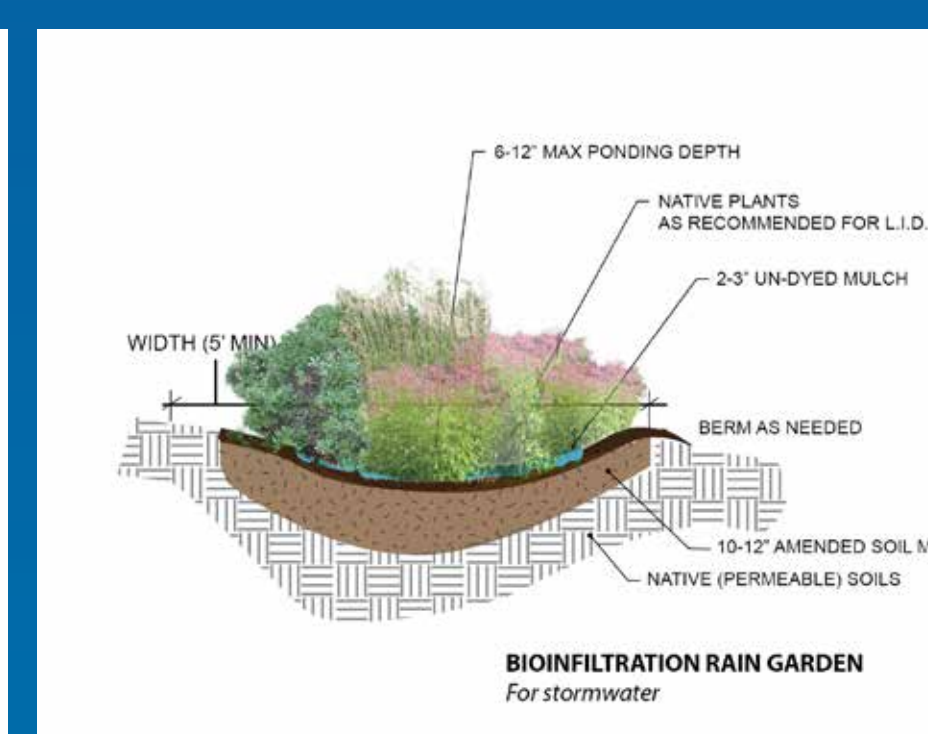 6-12" MAX PONDING DEPTH
NATIVE PLANTS
AS RECOMMENDED FOR L.I.D.
2-3" UN-DYED MULCH
WIDTH (5' MIN)
BERM AS NEEDED
10-12" AMENDED SOIL M
NATIVE (PERMEABLE) SOILS
BIOINFILTRATION RAIN GARDEN
For stormwater